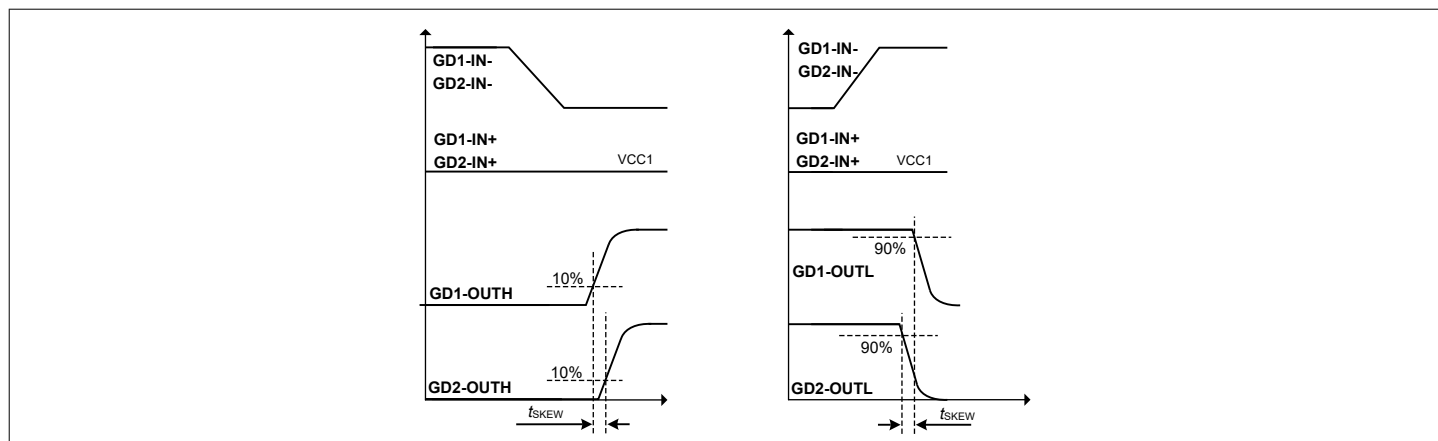 GD1-IN-
GD2-IN-
GD1-IN+
GD2-IN+
VCC1
10%
GD1-OUTH
10%
GD2-OUTH
tSKEW
GD1-IN-
GD2-IN-
GD1-IN+
GD2-IN+
VCC1
90%
GD1-OUTL
90%
GD2-OUTL
tSKEW